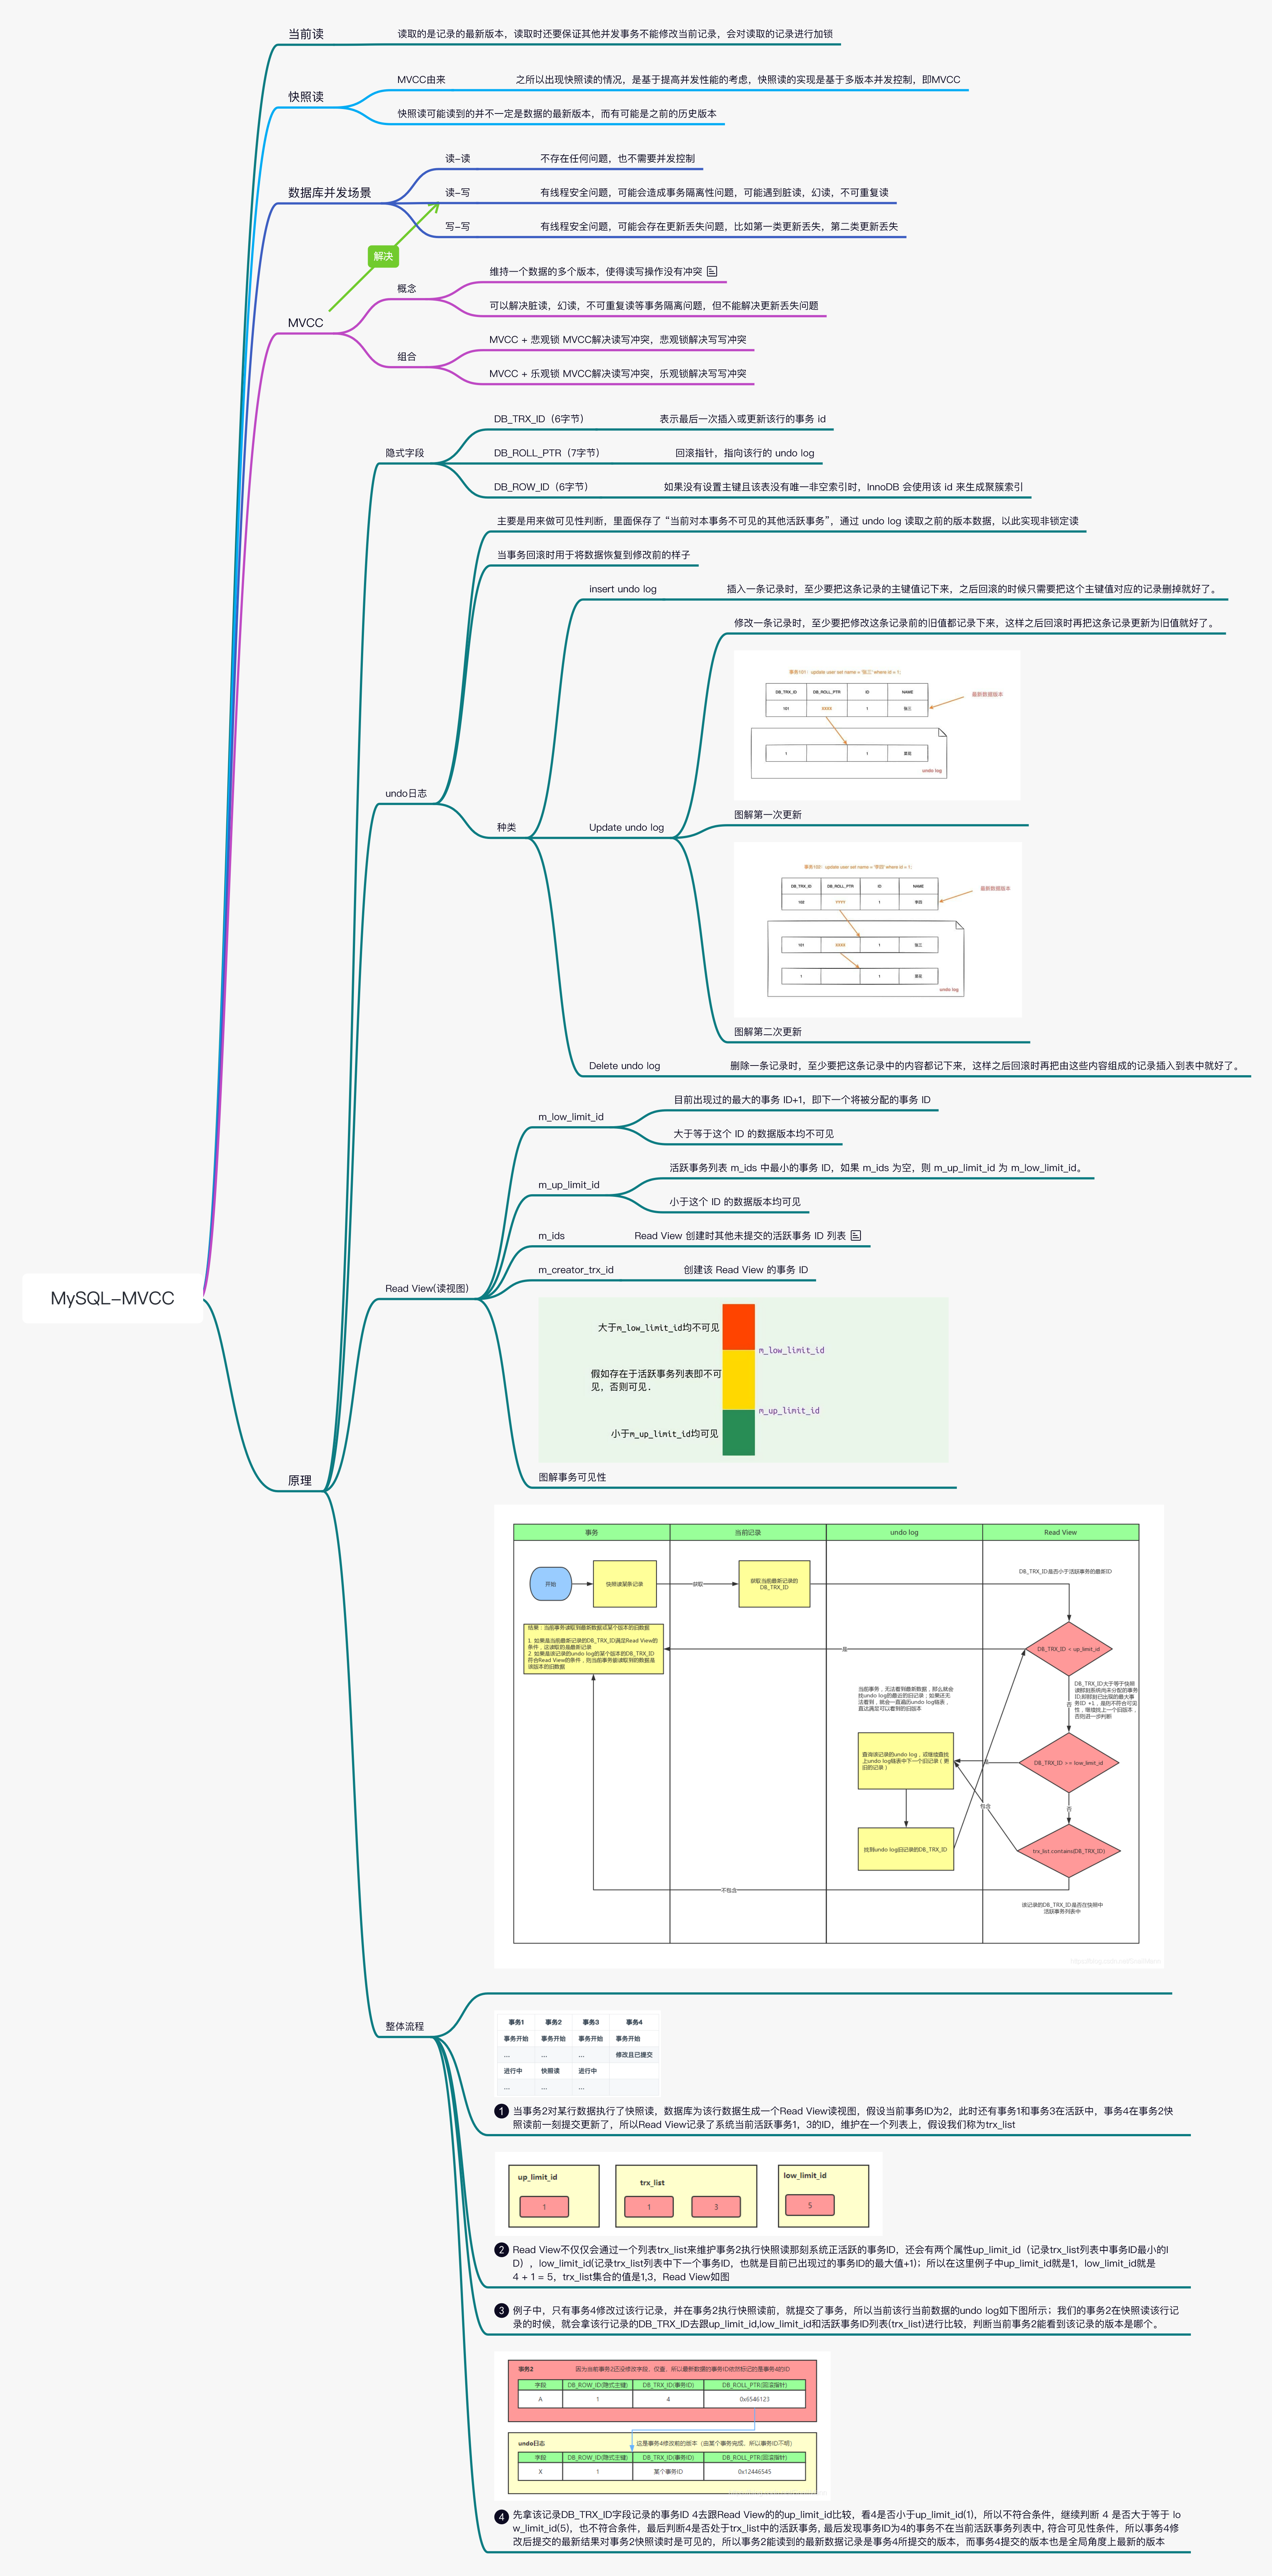 当前读
读取的是记录的最新版本，读取时还要保证其他并发事务不能修改当前记录，会对读取的记录进行加锁
快照读
MVCC由来
之所以出现快照读的情况，是基于提高并发性能的考虑，快照读的实现是基于多版本并发控制，即MVCC
快照读可能读到的并不一定是数据的最新版本，而有可能是之前的历史版本
数据库并发场景
读-读
不存在任何问题，也不需要并发控制
读-写
有线程安全问题，可能会造成事务隔离性问题，可能遇到脏读，幻读，不可重复读
写-写
有线程安全问题，可能会存在更新丢失问题，比如第一类更新丢失，第二类更新丢失
解决
MVCC
概念
维持一个数据的多个版本，使得读写操作没有冲突
可以解决脏读，幻读，不可重复读等事务隔离问题，但不能解决更新丢失问题
组合
MVCC + 悲观锁 MVCC解决读写冲突，悲观锁解决写写冲突
MVCC + 乐观锁 MVCC解决读写冲突，乐观锁解决写写冲突
MySQL-MVCC
原理
隐式字段
DB_TRX_ID（6字节）
表示最后一次插入或更新该行的事务 id
DB_ROLL_PTR（7字节）
回滚指针，指向该行的 undo log
DB_ROW_ID（6字节）
如果没有设置主键且该表没有唯一非空索引时，InnoDB 会使用该 id 来生成聚簇索引
undo日志
主要是用来做可见性判断，里面保存了 “当前对本事务不可见的其他活跃事务”，通过 undo log 读取之前的版本数据，以此实现非锁定读
当事务回滚时用于将数据恢复到修改前的样子
种类
insert undo log
插入一条记录时，至少要把这条记录的主键值记下来，之后回滚的时候只需要把这个主键值对应的记录删掉就好了。
Update undo log
修改一条记录时，至少要把修改这条记录前的旧值都记录下来，这样之后回滚时再把这条记录更新为旧值就好了。
事务101：update user set name = '张三' where id = 1;
DB_TRX_ID DB_ROLL_PTR ID NAME
101 XXXX 1 张三
最新数据版本
1 1
undo log
图解第一次更新
事务102：update user set name = '李四' where id = 1;
DB_TRX_ID DB_ROLL_PTR ID NAME
102 YYYY 1 李四
最新数据版本
101 XXXX 1 张三
1 1
undo log
图解第二次更新
Delete undo log
删除一条记录时，至少要把这条记录中的内容都记下来，这样之后回滚时再把由这些内容组成的记录插入到表中就好了。
Read View(读视图)
m_low_limit_id
目前出现过的最大的事务 ID+1，即下一个将被分配的事务 ID
大于等于这个 ID 的数据版本均不可见
m_up_limit_id
活跃事务列表 m_ids 中最小的事务 ID，如果 m_ids 为空，则 m_up_limit_id 为 m_low_limit_id。
小于这个 ID 的数据版本均可见
m_ids
Read View 创建时其他未提交的活跃事务 ID 列表
m_creator_trx_id
创建该 Read View 的事务 ID
大于m_low_limit_id均不可见
m_low_limit_id
假如存在于活跃事务列表即不可
见，否则可见.
m_up_limit_id
小于m_up_limit_id均可见
图解事务可见性
整体流程
事务 当前记录 undo log Read View
开始
快照读某条记录
获取
获取当前最新记录的
DB_TRX_ID
DB_TRX_ID是否小于活跃事务的最新ID
结果：当前事务读取到最新数据或某个版本的旧数据
1. 如果是当前最新记录的DB_TRX_ID满足Read View的
条件，这读取的是最新记录
2. 如果是该记录的undo log的某个版本的DB_TRX_ID
符合Read View的条件，则当前事务能读取到的数据是
该版本的旧数据
是
DB_TRX_ID < up_limit_id
否
DB_TRX_ID大于等于快照
读那刻系统尚未分配的事务
ID,即那刻已出现的最大事
务ID +1，是则不符合可见
性，继续找上一个旧版本，
否则进一步判断
当前事务，无法看到最新数据，那么就会
找undo log的最近的旧记录；如果还无
法看到，就会一直遍历undo log链表，
直达满足可以看到的旧版本
查询该记录的undo log，或继续查找
上undo log链表中下一个旧记录（更
旧的记录）
是
DB_TRX_ID >= low_limit_id
包含
否
找到undo log旧记录的DB_TRX_ID
trx_list contains(DB_TRX_ID)
不包含
该记录的DB_TRX_ID是否在快照中
活跃事务列表中
事务1 事务2 事务3 事务4
事务开始 事务开始 事务开始 事务开始
... ... ... 修改且已提交
进行中 快照读 进行中
... ... ...
1 当事务2对某行数据执行了快照读，数据库为该行数据生成一个Read View读视图，假设当前事务ID为2，此时还有事务1和事务3在活跃中，事务4在事务2快
照读前一刻提交更新了，所以Read View记录了系统当前活跃事务1，3的ID，维护在一个列表上，假设我们称为trx_list
up_limit_id trx_list low_limit_id
1 1 3 5
2 Read View不仅仅会通过一个列表trx_list来维护事务2执行快照读那刻系统正活跃的事务ID，还会有两个属性up_limit_id（记录trx_list列表中事务ID最小的I
D），low_limit_id(记录trx_list列表中下一个事务ID，也就是目前已出现过的事务ID的最大值+1)；所以在这里例子中up_limit_id就是1，low_limit_id就是
4 + 1 = 5，trx_list集合的值是1,3，Read View如图
3 例子中，只有事务4修改过该行记录，并在事务2执行快照读前，就提交了事务，所以当前该行当前数据的undo log如下图所示；我们的事务2在快照读该行记
录的时候，就会拿该行记录的DB_TRX_ID去跟up_limit_id,low_limit_id和活跃事务ID列表(trx_list)进行比较，判断当前事务2能看到该记录的版本是哪个。
事务2 因为当前事务2还没修改字段，仅查，所以最新数据的事务ID依然标记的是事务4的ID
字段 DB_ROW_ID(隐式主键) DB_TRX_ID(事务ID) DB_ROLL_PTR(回滚指针)
A 1 4 0x6546123
undo日志 这是事务4修改前的版本（由某个事务完成，所以事务ID不明）
字段 DB_ROW_ID(隐式主键) DB_TRX_ID(事务ID) DB_ROLL_PTR(回滚指针)
X 1 某个事务ID 0x12446545
4 先拿该记录DB_TRX_ID字段记录的事务ID 4去跟Read View的的up_limit_id比较，看4是否小于up_limit_id(1)，所以不符合条件，继续判断 4 是否大于等于 lo
w_limit_id(5)，也不符合条件，最后判断4是否处于trx_list中的活跃事务, 最后发现事务ID为4的事务不在当前活跃事务列表中, 符合可见性条件，所以事务4修
改后提交的最新结果对事务2快照读时是可见的，所以事务2能读到的最新数据记录是事务4所提交的版本，而事务4提交的版本也是全局角度上最新的版本